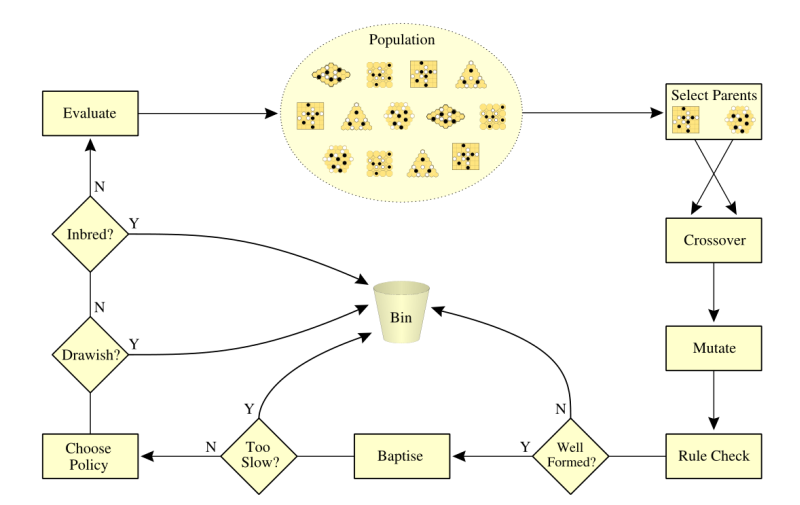 Population
Select Parents
Evaluate
N
Y
Inbred?
Crossover
N
Bin
Drawish?
Y
Mutate
Y
N
Choose
Policy
N
Too
Slow?
Baptise
Y
Well
Formed?
Rule Check